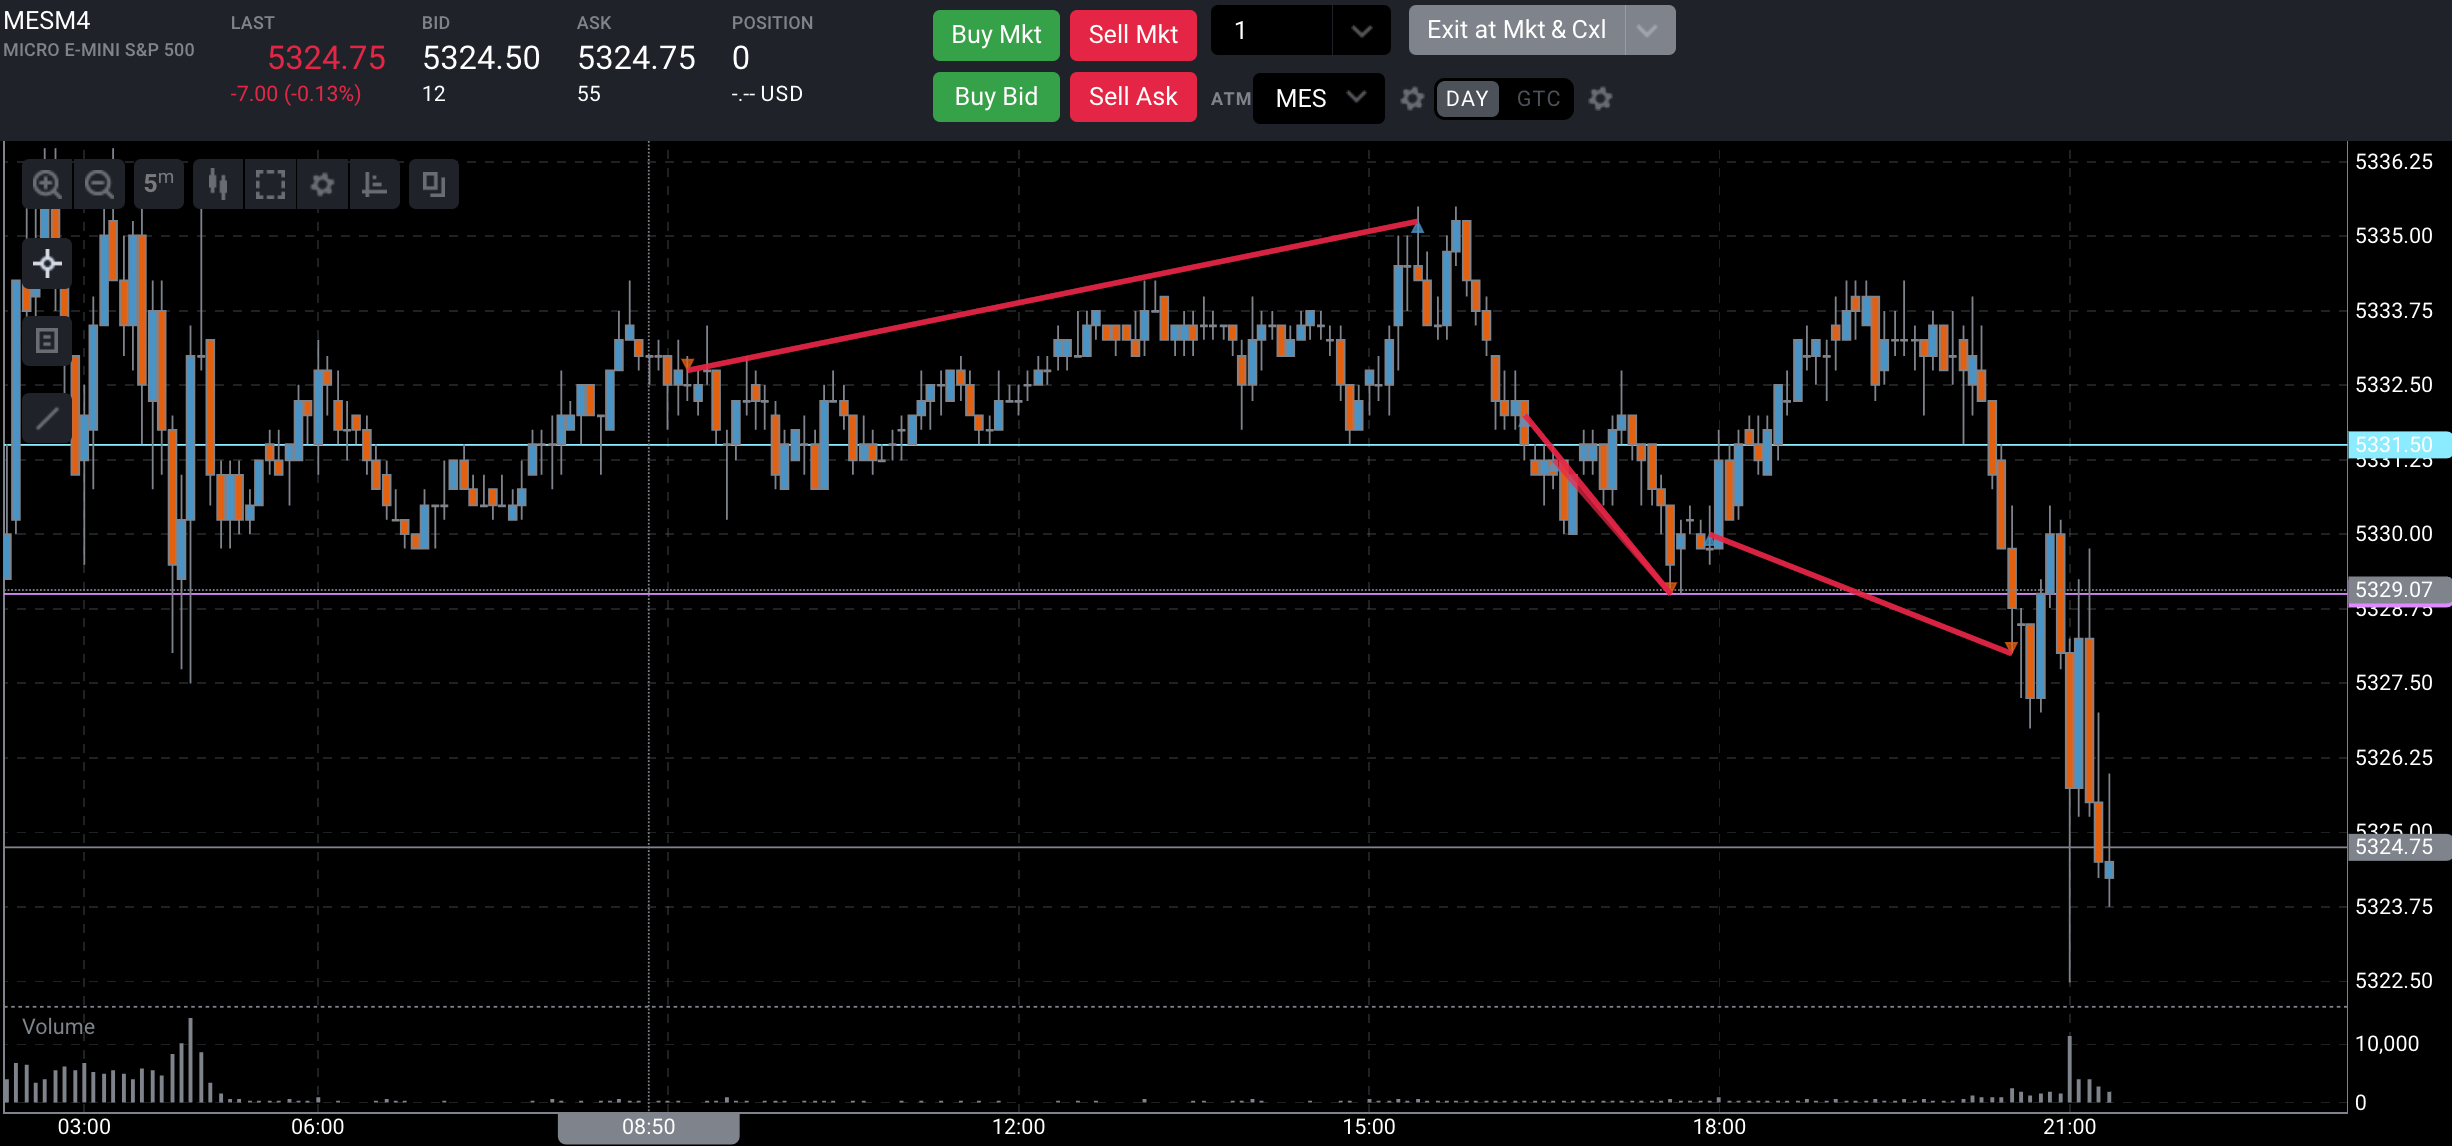 MESM4
MICRO E-MINI S&P 500
LAST
5324.75
-7.00 (-0.13%)
BID
5324.50
12
ASK
5324.75
55
POSITION
0
-.-- USD
Buy Mkt
Sell Mkt
1
Exit at Mkt & Cxl
Buy Bid
Sell Ask
ATM
MES
DAY
GTC
5m
5336.25
5335.00
5333.75
5332.50
5331.50
5331.25
5330.00
5329.07
5328.75
5327.50
5326.25
5325.00
5324.75
5323.75
5322.50
Volume
10,000
0
03:00
06:00
08:50
12:00
15:00
18:00
21:00